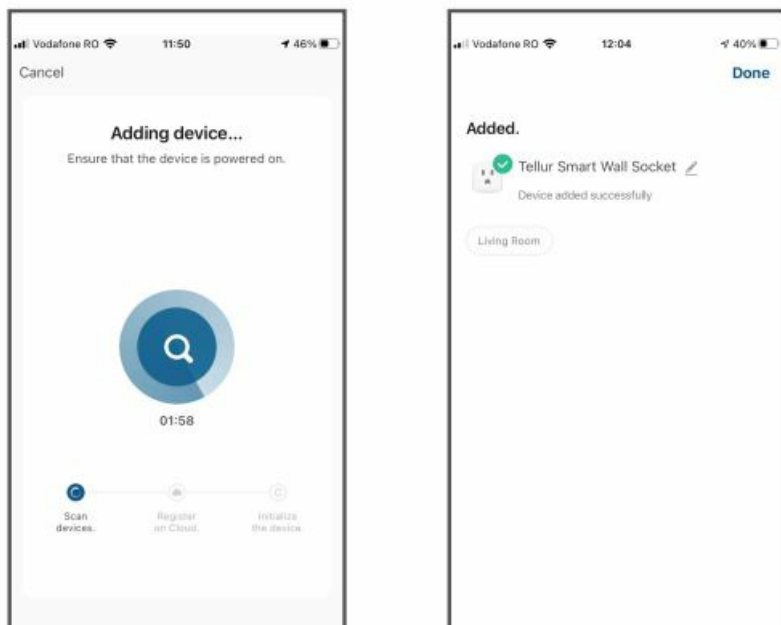 Vodafone RO 11:50 46%
Cancel
Adding device...
Ensure that the device is powered on.
01:58
Scan
devices.
Register
on Cloud.
Initialize
the device.
Vodafone RO 12:04 40%
Done
Added.
Tellur Smart Wall Socket
Device added successfully
Living Room